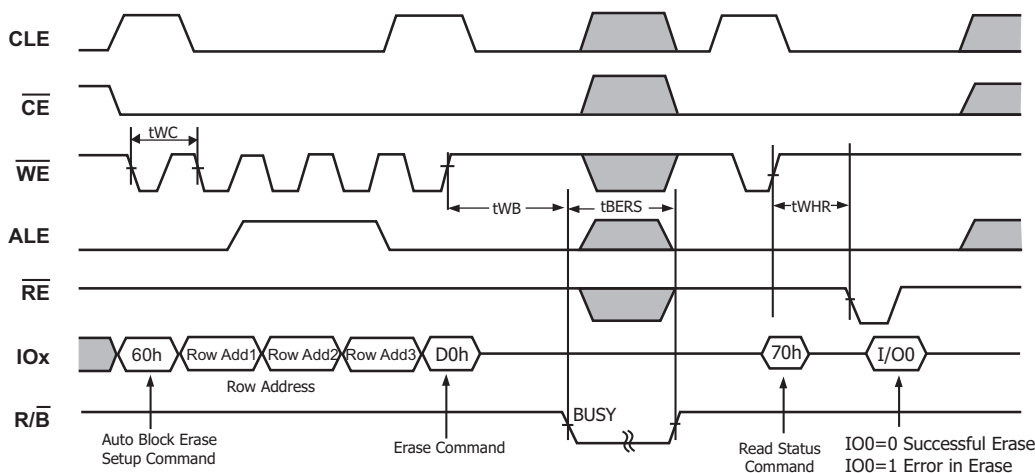 CLE
CE
tWC
WE
tWB
tBERS
tWHR
ALE
RE
IOx
60h
Row Add1
Row Add2
Row Add3
D0h
70h
I/O0
Row Address
R/B
BUSY
Auto Block Erase
Setup Command
Erase Command
Read Status
Command
IO0=0 Successful Erase
IO0=1 Error in Erase